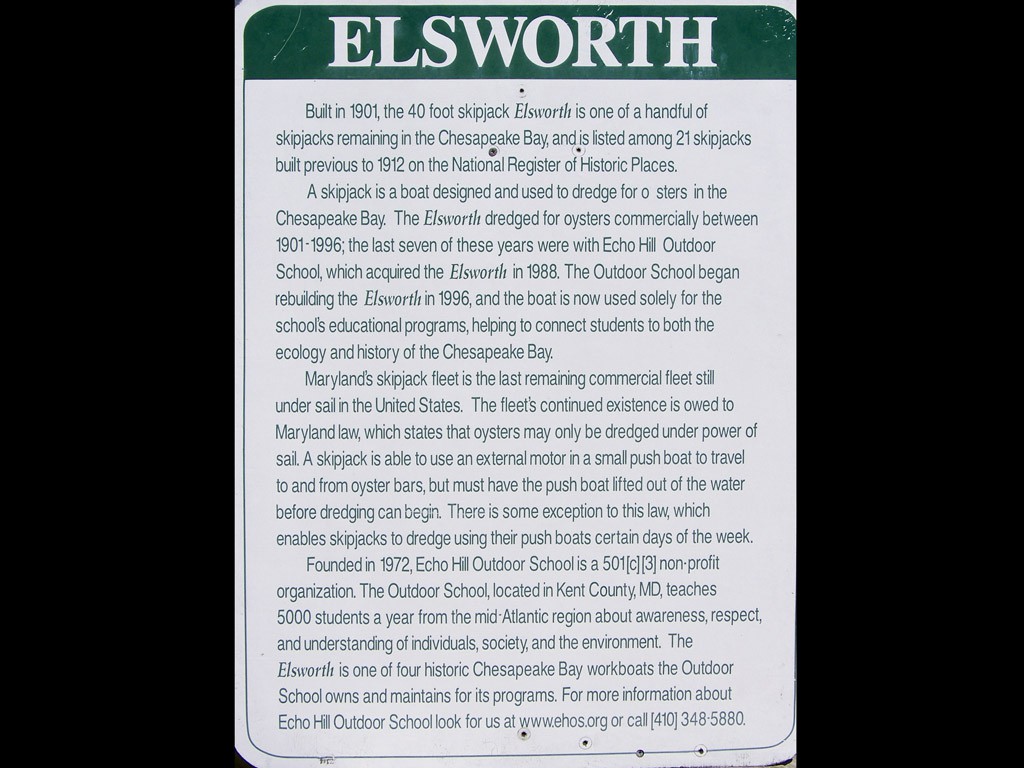 ELSWORTH
Built in 1901, the 40 foot skipjack Elsworth is one of a handful of
skipjacks remaining in the Chesapeake Bay, and is listed among 21 skipjacks
built previous to 1912 on the National Register of Historic Places.
A skipjack is a boat designed and used to dredge for o sters in the
Chesapeake Bay. The Elsworth dredged for oysters commercially between
1901-1996; the last seven of these years were with Echo Hill Outdoor
School, which acquired the Elsworth in 1988. The Outdoor School began
rebuilding the Elsworth in 1996, and the boat is now used solely for the
school's educational programs, helping to connect students to both the
ecology and history of the Chesapeake Bay.
Maryland's skipjack fleet is the last remaining commercial fleet still
under sail in the United States. The fleet's continued existence is owed to
Maryland law, which states that oysters may only be dredged under power of
sail. A skipjack is able to use an external motor in a small push boat to travel
to and from oyster bars, but must have the push boat lifted out of the water
before dredging can begin. There is some exception to this law, which
enables skipjacks to dredge using their push boats certain days of the week.
Founded in 1972, Echo Hill Outdoor School is a 501[c][3] non-profit
organization. The Outdoor School, located in Kent County, MD, teaches
5000 students a year from the mid-Atlantic region about awareness, respect,
and understanding of individuals, society, and the environment. The
Elsworth is one of four historic Chesapeake Bay workboats the Outdoor
School owns and maintains for its programs. For more information about
Echo Hill Outdoor School look for us at www.ehos.org or call [410] 348-5880.